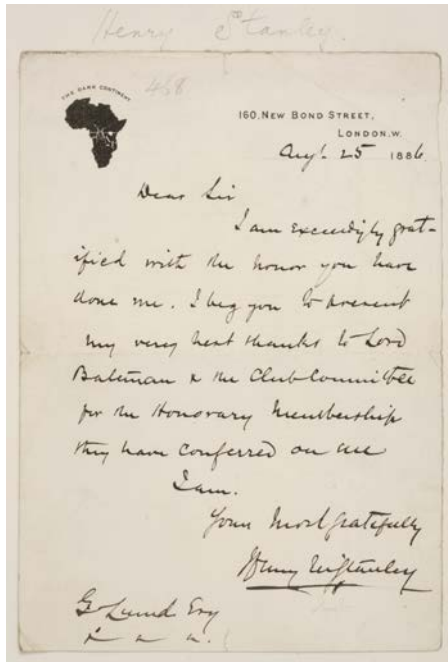 Henry Stanley.
THE DARK CONTINENT
468
160, NEW BOND STREET,
LONDON. W.
Augt. 25 1886
Dear Sir
I am exceedingly grat-
ified with the honor you have
done me. I beg you to present
my very best thanks to Lord
Bateman & the Club Committee
for the Honorary Membership
they have conferred on me
I am.
Yours Most gratefully
Henry M Stanley
G Lund Esq